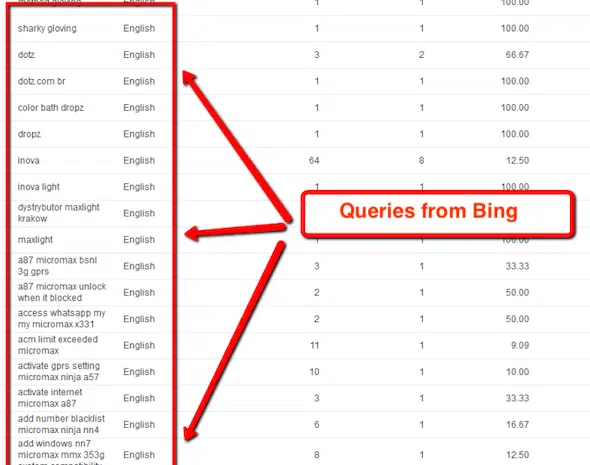 method gloving English 1 1 100.00
sharky gloving English 1 1 100.00
dotz English 3 2 66.67
dotz com br English 1 1 100.00
color bath dropz English 1 1 100.00
dropz English 1 1 100.00
inova English 64 8 12.50
inova light English 1 1 100.00
Queries from Bing
dystrybutor maxlight
krakow English
maxlight English 1 1 100.00
a87 micromax bsnl
3g gprs English 3 1 33.33
a87 micromax unlock
when it blocked English 2 1 50.00
access whatsapp my
my micromax x331 English 2 1 50.00
acm limit exceeded
micromax English 11 1 9.09
activate gprs setting
micromax ninja a57 English 10 1 10.00
activate internet
micromax a87 English 3 1 33.33
add number blacklist
micromax ninja nn4 English 6 1 16.67
add windows nn7
micromax mmx 353g English 8 1 12.50
custom compatibility